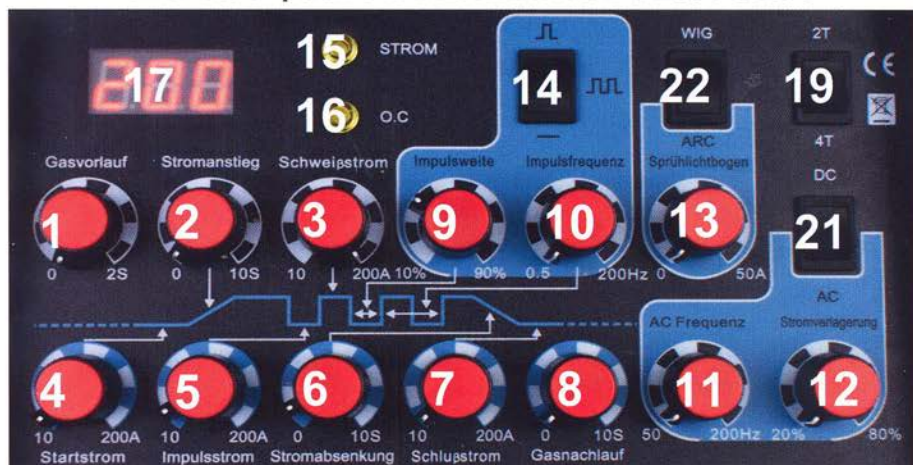 17
200
15 STROM
16 O.C
14
WIG
22
2T
19
CE
ARC
4T
Gasvorlauf Stromanstieg Schweißstrom Impulsweite Impulsfrequenz Sprühlichtbogen DC
1 2 3 9 10 13 21
0 2S 0 10S 10 200A 10% 90% 0.5 200Hz 0 50A
AC
AC Frequenz Stromverlagerung
4 5 6 7 8 11 12
10 200A 10 200A 0 10S 10 200A 0 10S 50 200Hz 20% 80%
Startstrom Impulsstrom Stromabsenkung Schlußstrom Gasnachlauf